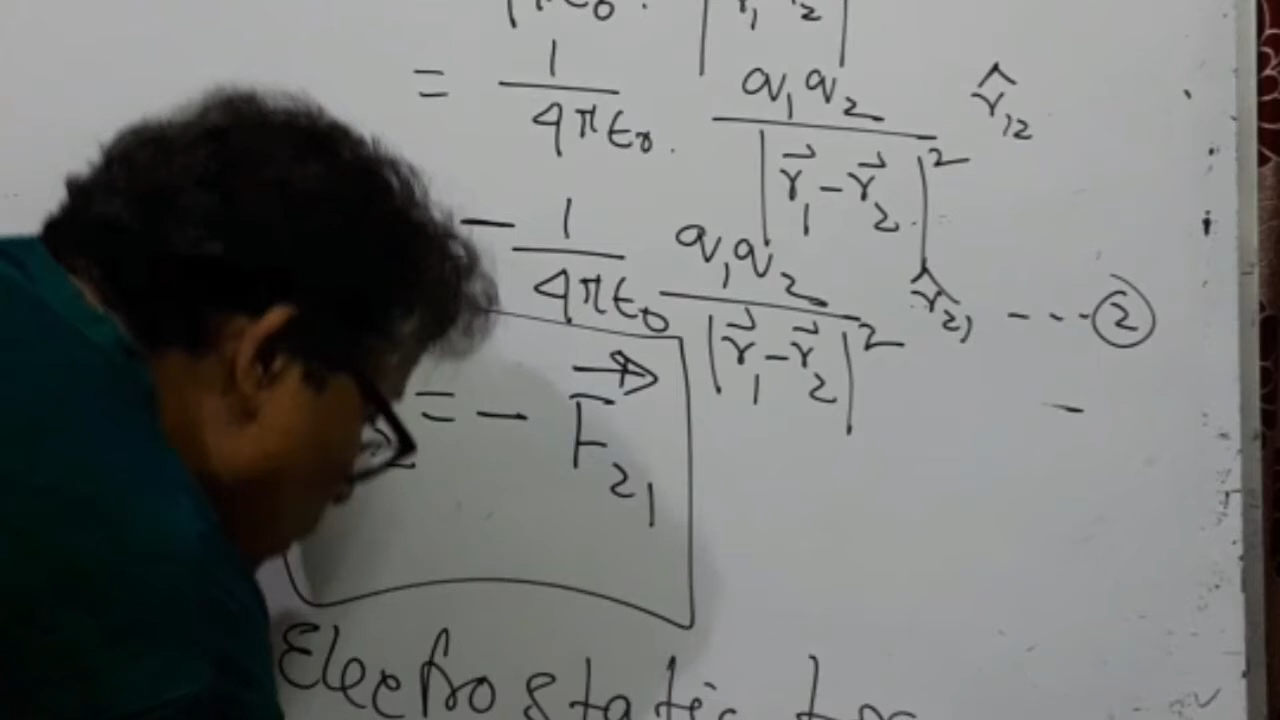 = 1/4πε₀. q₁q₂/|r⃗₁-r⃗₂|² r̂₁₂
- 1/4πε₀ q₁q₂/|r⃗₁-r⃗₂|² r̂₂₁ ---②
= - F⃗₂₁
Electrostatic